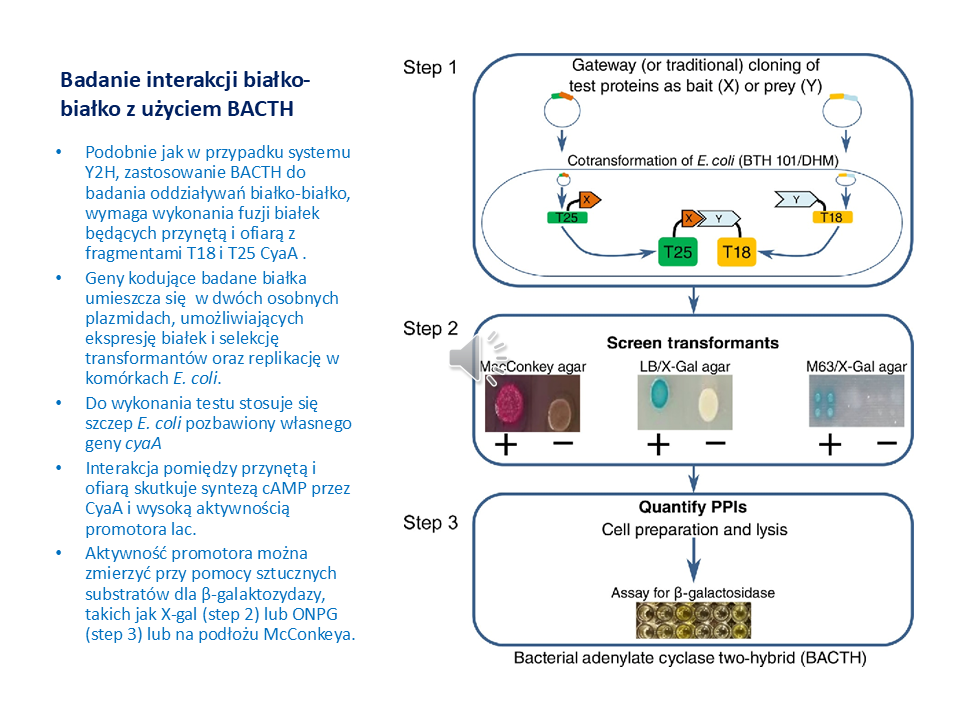 Badanie interakcji białko-
białko z użyciem BACTH
• Podobnie jak w przypadku systemu
Y2H, zastosowanie BACTH do
badania oddziaływań białko-białko,
wymaga wykonania fuzji białek
będących przynętą i ofiarą z
fragmentami T18 i T25 CyaA .
• Geny kodujące badane białka
umieszcza się w dwóch osobnych
plazmidach, umożliwiających
ekspresję białek i selekcję
transformantów oraz replikację w
komórkach E. coli.
• Do wykonania testu stosuje się
szczep E. coli pozbawiony własnego
geny cyaA
• Interakcja pomiędzy przynętą i
ofiarą skutkuje syntezą cAMP przez
CyaA i wysoką aktywnością
promotora lac.
• Aktywność promotora można
zmierzyć przy pomocy sztucznych
substratów dla β-galaktozydazy,
takich jak X-gal (step 2) lub ONPG
(step 3) lub na podłożu McConkeya.
Step 1
Gateway (or traditional) cloning of
test proteins as bait (X) or prey (Y)
Cotransformation of E. coli (BTH 101/DHM)
X
T25
X Y
T25 T18
Y
T18
Step 2
Screen transformants
MacConkey agar
LB/X-Gal agar
M63/X-Gal agar
+ −
+ −
+ −
Step 3
Quantify PPIs
Cell preparation and lysis
Assay for β-galactosidase
Bacterial adenylate cyclase two-hybrid (BACTH)